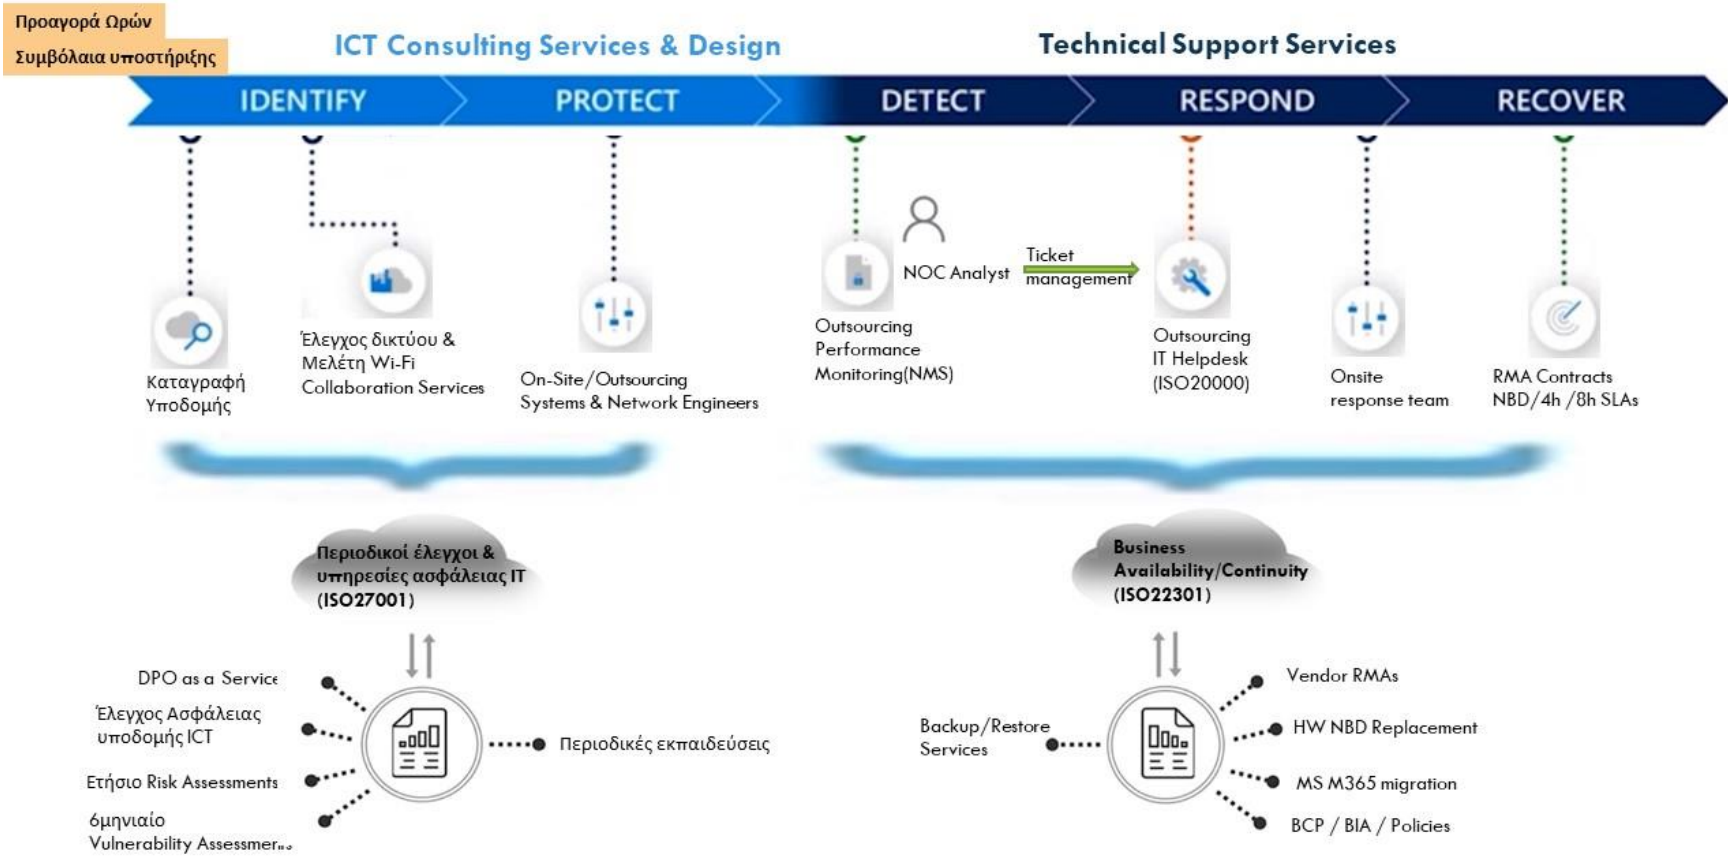 Προαγορά Ωρών
Συμβόλαια υποστήριξης
ICT Consulting Services & Design
Technical Support Services
IDENTIFY
PROTECT
DETECT
RESPOND
RECOVER
Καταγραφή
Υποδομής
Έλεγχος δικτύου &
Μελέτη Wi-Fi
Collaboration Services
On-Site/Outsourcing
Systems & Network Engineers
NOC Analyst
Ticket
management
Outsourcing
Performance
Monitoring(NMS)
Outsourcing
IT Helpdesk
(ISO20000)
Onsite
response team
RMA Contracts
NBD/4h /8h SLAs
Περιοδικοί έλεγχοι &
υπηρεσίες ασφάλειας IT
(ISO27001)
Business
Availability/Continuity
(ISO22301)
DPO as a Service
Έλεγχος Ασφάλειας
υποδομής ICT
Ετήσιο Risk Assessments
6μηνιαίο
Vulnerability Assessments
Περιοδικές εκπαιδεύσεις
Backup/Restore
Services
Vendor RMAs
HW NBD Replacement
MS M365 migration
BCP / BIA / Policies